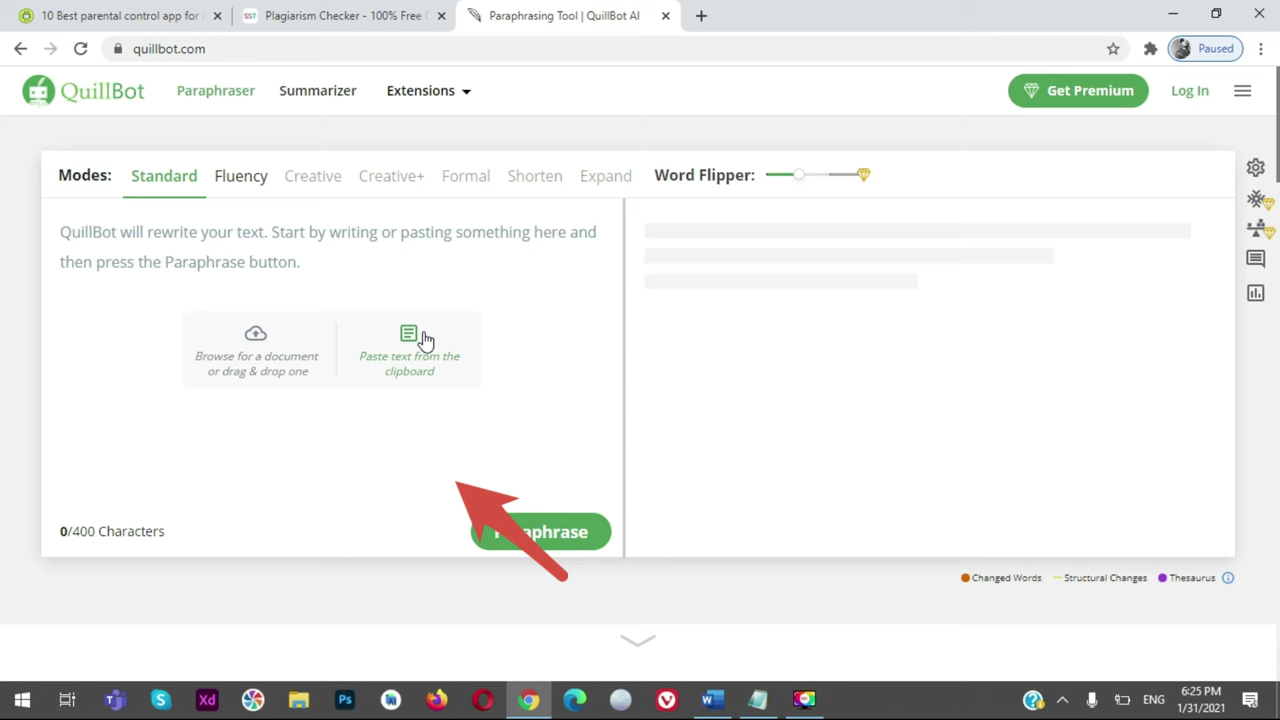 10 Best parental control app for
Plagiarism Checker - 100% Free
Paraphrasing Tool | QuillBot AI
quillbot.com
Paused
QuillBot
Paraphraser
Summarizer
Extensions
Get Premium
Log In
Modes:
Standard
Fluency
Creative
Creative+
Formal
Shorten
Expand
Word Flipper:
QuillBot will rewrite your text. Start by writing or pasting something here and
then press the Paraphrase button.
Browse for a document
or drag & drop one
Paste text from the
clipboard
0/400 Characters
Paraphrase
Changed Words
Structural Changes
Thesaurus
ENG
6:25 PM
1/31/2021